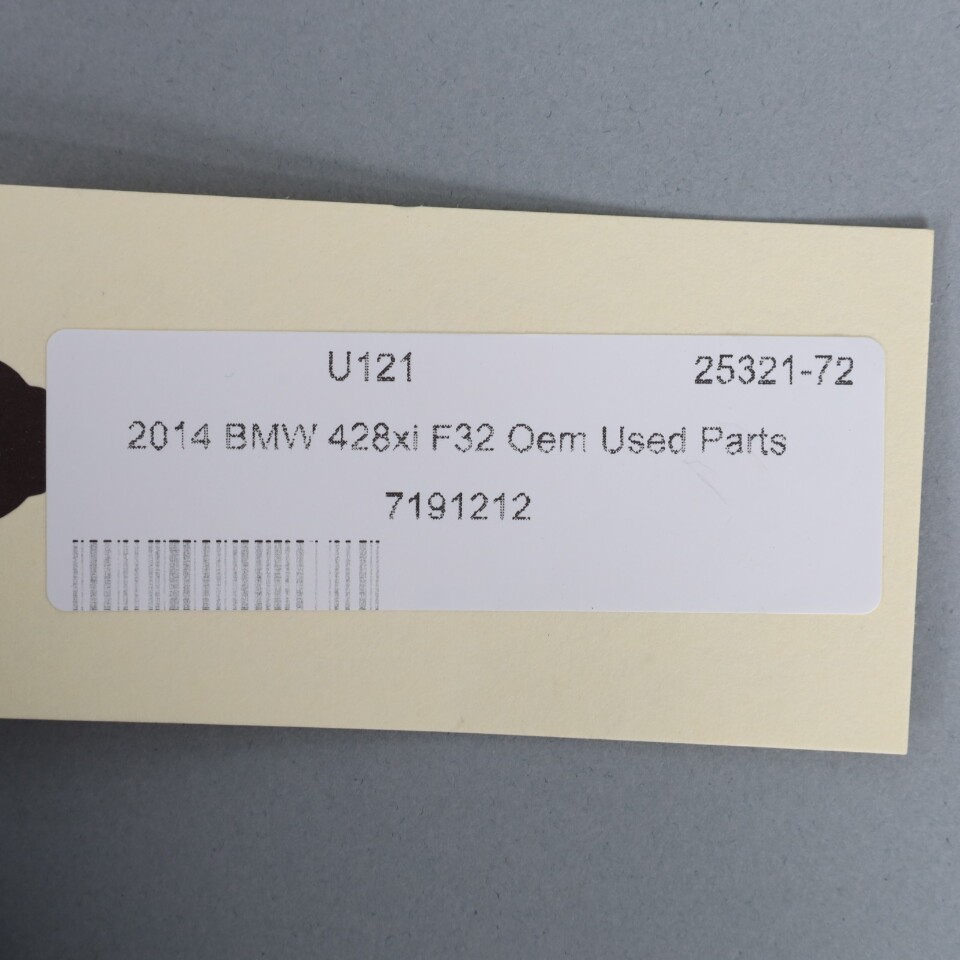 U121 25321-72
2014 BMW 428xi F32 Oem Used Parts
7191212